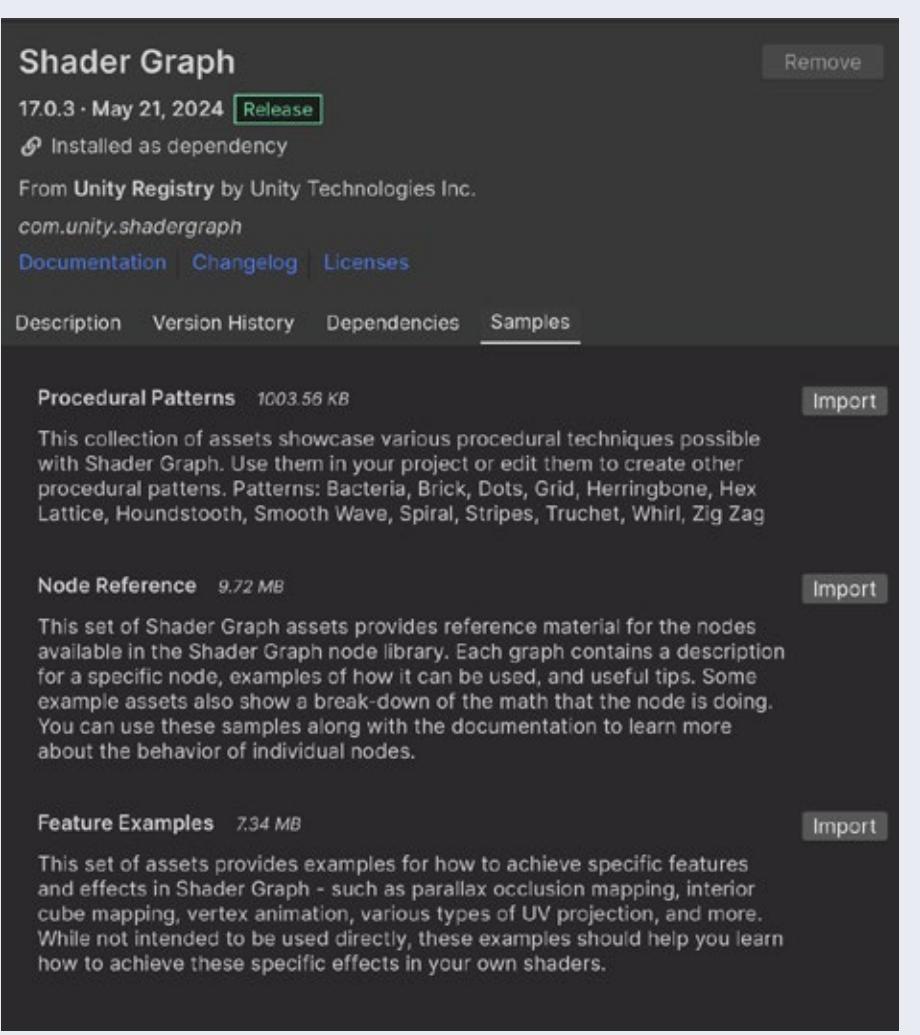 Shader Graph
Remove
17.0.3 · May 21, 2024 Release
Installed as dependency
From Unity Registry by Unity Technologies Inc.
com.unity.shadergraph
Documentation Changelog Licenses
Description Version History Dependencies Samples
Procedural Patterns 1003.56 KB
Import
This collection of assets showcase various procedural techniques possible
with Shader Graph. Use them in your project or edit them to create other
procedural pattens. Patterns: Bacteria, Brick, Dots, Grid, Herringbone, Hex
Lattice, Houndstooth, Smooth Wave, Spiral, Stripes, Truchet, Whirl, Zig Zag
Node Reference 9.72 MB
Import
This set of Shader Graph assets provides reference material for the nodes
available in the Shader Graph node library. Each graph contains a description
for a specific node, examples of how it can be used, and useful tips. Some
example assets also show a break-down of the math that the node is doing.
You can use these samples along with the documentation to learn more
about the behavior of individual nodes.
Feature Examples 7.34 MB
Import
This set of assets provides examples for how to achieve specific features
and effects in Shader Graph - such as parallax occlusion mapping, interior
cube mapping, vertex animation, various types of UV projection, and more.
While not intended to be used directly, these examples should help you learn
how to achieve these specific effects in your own shaders.